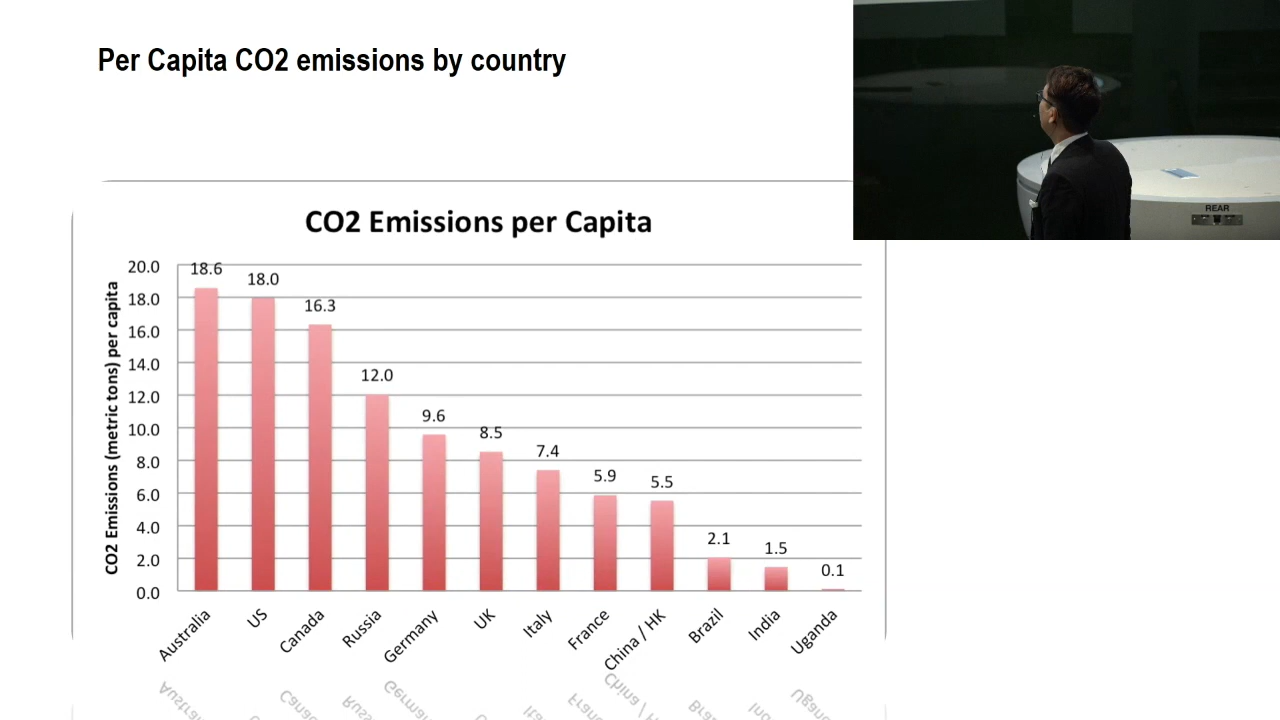 Per Capita CO2 emissions by country
REAR
CO2 Emissions per Capita
CO2 Emissions (metric tons) per capita
20.0
18.0
16.0
14.0
12.0
10.0
8.0
6.0
4.0
2.0
0.0
18.6
18.0
16.3
12.0
9.6
8.5
7.4
5.9
5.5
2.1
1.5
0.1
Australia
US
Canada
Russia
Germany
UK
Italy
France
China / HK
Brazil
India
Uganda